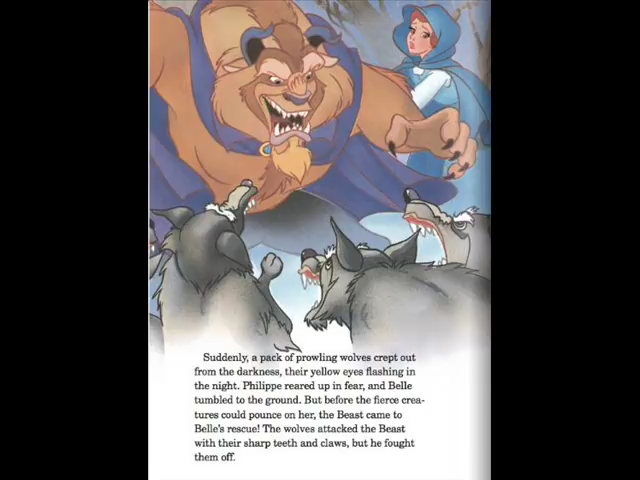 Suddenly, a pack of prowling wolves crept out
from the darkness, their yellow eyes flashing in
the night. Philippe reared up in fear, and Belle
tumbled to the ground. But before the fierce crea-
tures could pounce on her, the Beast came to
Belle's rescue! The wolves attacked the Beast
with their sharp teeth and claws, but he fought
them off.